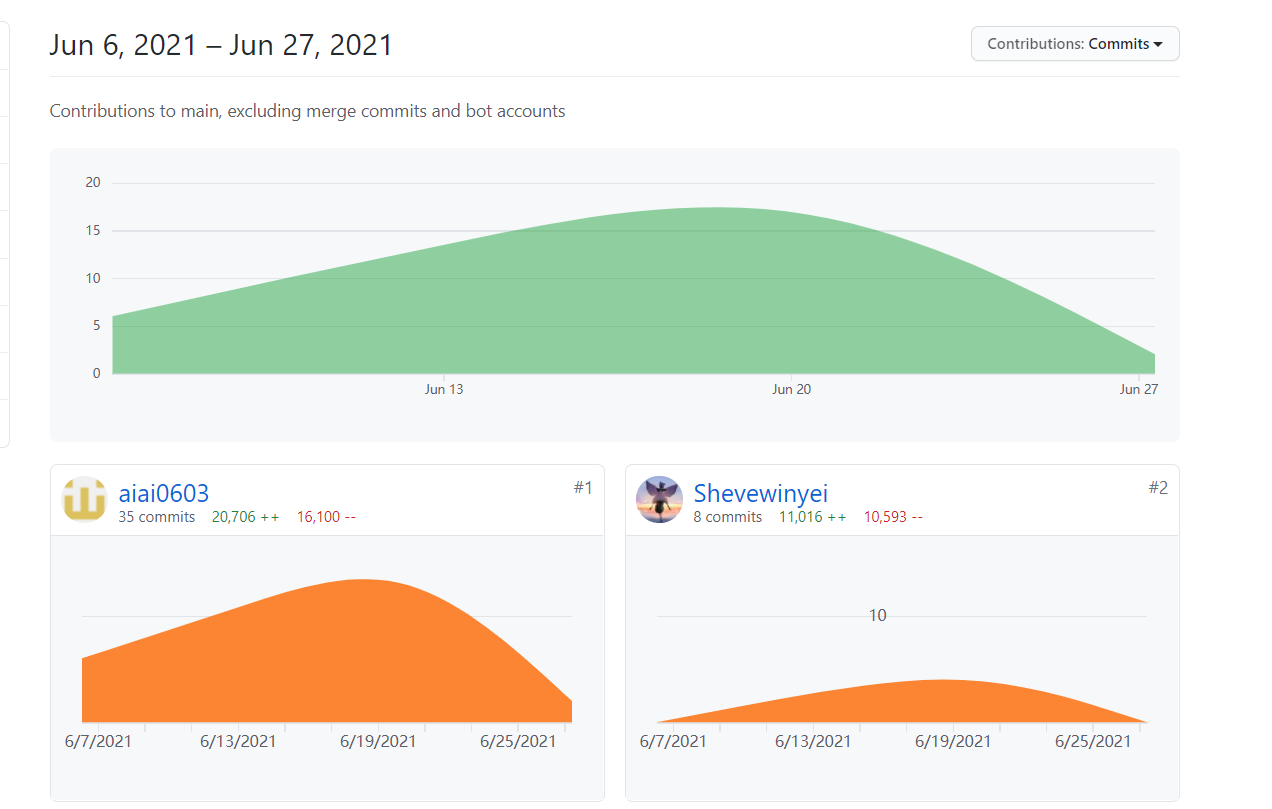 Jun 6, 2021 – Jun 27, 2021
Contributions: Commits
Contributions to main, excluding merge commits and bot accounts
20
15
10
5
0
Jun 13 Jun 20 Jun 27
aiai0603 #1
35 commits 20,706 ++ 16,100 --
6/7/2021 6/13/2021 6/19/2021 6/25/2021
Shevewinyei #2
8 commits 11,016 ++ 10,593 --
10
6/7/2021 6/13/2021 6/19/2021 6/25/2021